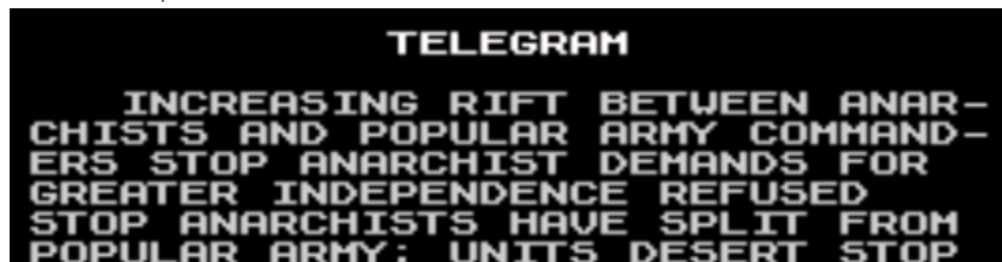 TELEGRAM
INCREASING RIFT BETWEEN ANAR-
CHISTS AND POPULAR ARMY COMMAND-
ERS STOP ANARCHIST DEMANDS FOR
GREATER INDEPENDENCE REFUSED
STOP ANARCHISTS HAVE SPLIT FROM
POPULAR ARMY: UNITS DESERT STOP